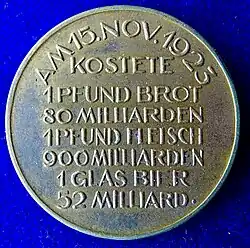 AM 15. NOV. 1923
KOSTETE
1 PFUND BROT
80 MILLIARDEN
1 PFUND FLEISCH
900 MILLIARDEN
1 GLAS BIER
52 MILLIARD.